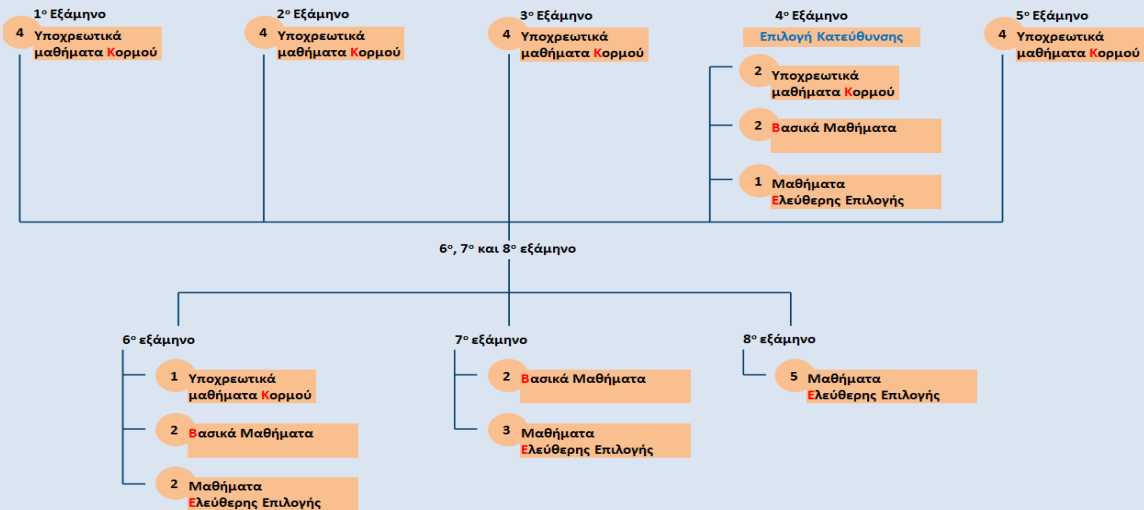 1ο Εξάμηνο
4 Υποχρεωτικά
μαθήματα Κορμού
2ο Εξάμηνο
4 Υποχρεωτικά
μαθήματα Κορμού
3ο Εξάμηνο
4 Υποχρεωτικά
μαθήματα Κορμού
4ο Εξάμηνο
Επιλογή Κατεύθυνσης
2 Υποχρεωτικά
μαθήματα Κορμού
2 Βασικά Μαθήματα
1 Μαθήματα
Ελεύθερης Επιλογής
5ο Εξάμηνο
4 Υποχρεωτικά
μαθήματα Κορμού
6ο, 7ο και 8ο εξάμηνο
6ο εξάμηνο
1 Υποχρεωτικά
μαθήματα Κορμού
2 Βασικά Μαθήματα
2 Μαθήματα
Ελεύθερης Επιλογής
7ο εξάμηνο
2 Βασικά Μαθήματα
3 Μαθήματα
Ελεύθερης Επιλογής
8ο εξάμηνο
5 Μαθήματα
Ελεύθερης Επιλογής